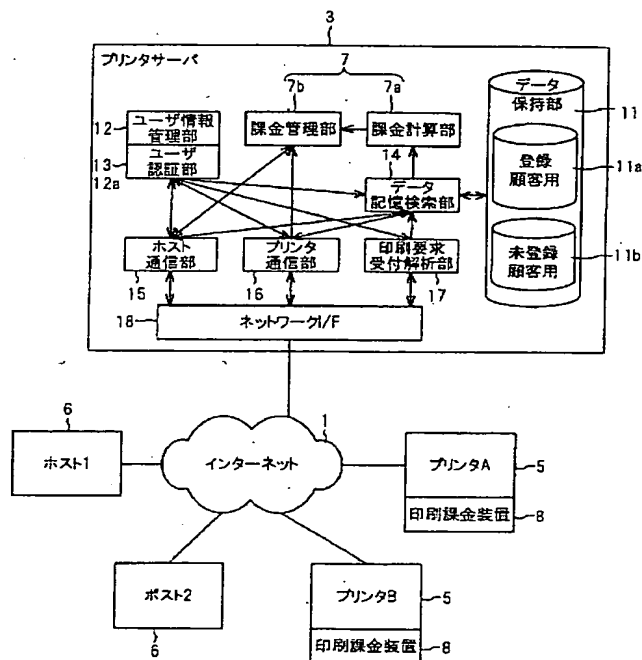 3
プリンタサーバ
7
7b
7a
データ
保持部
11
12
ユーザ情報
管理部
課金管理部
課金計算部
13
ユーザ
認証部
12a
14
データ
記憶検索部
登録
顧客用
11a
未登録
顧客用
11b
ホスト
通信部
プリンタ
通信部
印刷要求
受付解析部
15
16
17
18
ネットワークI/F
6
ホスト1
1
インターネット
プリンタA
5
印刷課金装置
8
ポスト2
6
プリンタB
5
印刷課金装置
8